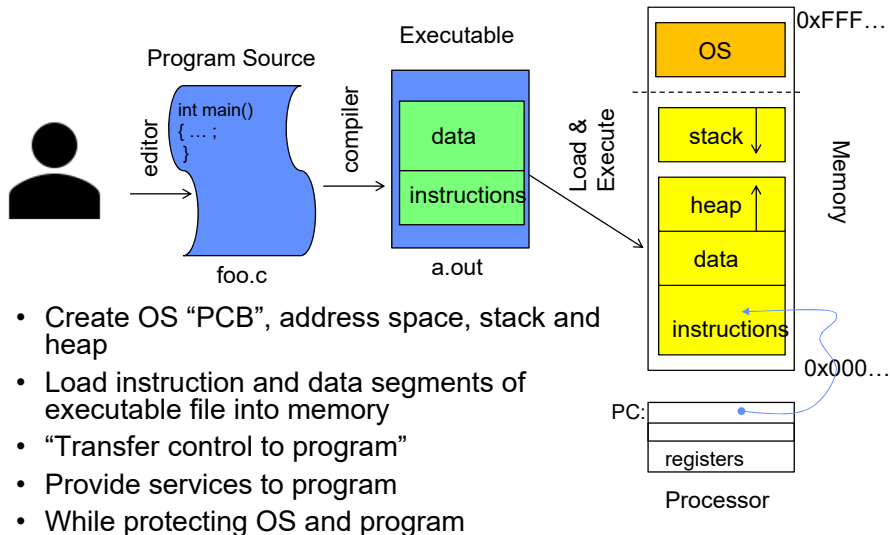 Program Source
Executable
0xFFF…
OS
int main()
{ … ;
}
editor
compiler
data
instructions
Load &
Execute
stack
heap
data
instructions
Memory
foo.c
a.out
0x000…
PC:
registers
Processor
• Create OS “PCB”, address space, stack and
heap
• Load instruction and data segments of
executable file into memory
• “Transfer control to program”
• Provide services to program
• While protecting OS and program